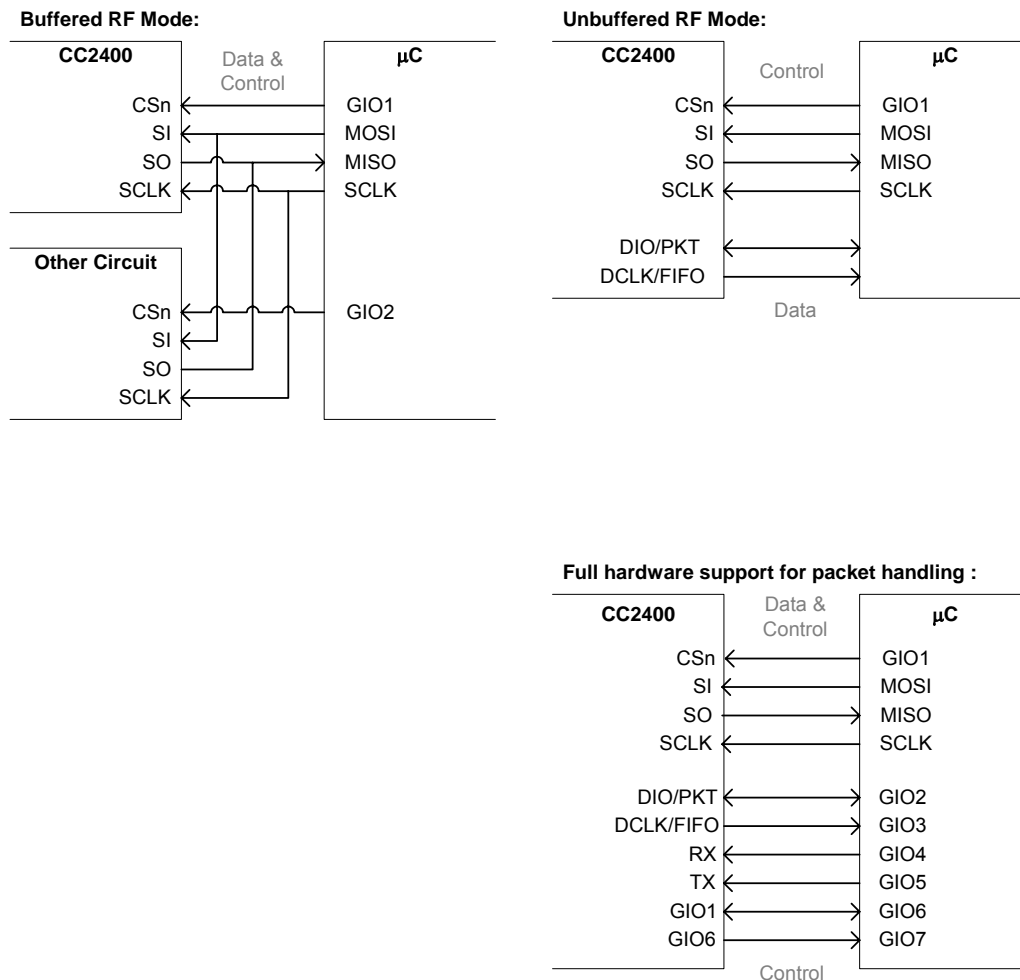 Buffered RF Mode:
CC2400
Data &
Control
μC
CSn
GIO1
SI
MOSI
SO
MISO
SCLK
SCLK
Other Circuit
CSn
GIO2
SI
SO
SCLK
Unbuffered RF Mode:
CC2400
Control
μC
CSn
GIO1
SI
MOSI
SO
MISO
SCLK
SCLK
DIO/PKT
DCLK/FIFO
Data
Full hardware support for packet handling :
CC2400
Data &
Control
μC
CSn
GIO1
SI
MOSI
SO
MISO
SCLK
SCLK
DIO/PKT
GIO2
DCLK/FIFO
GIO3
RX
GIO4
TX
GIO5
GIO1
GIO6
GIO6
GIO7
Control